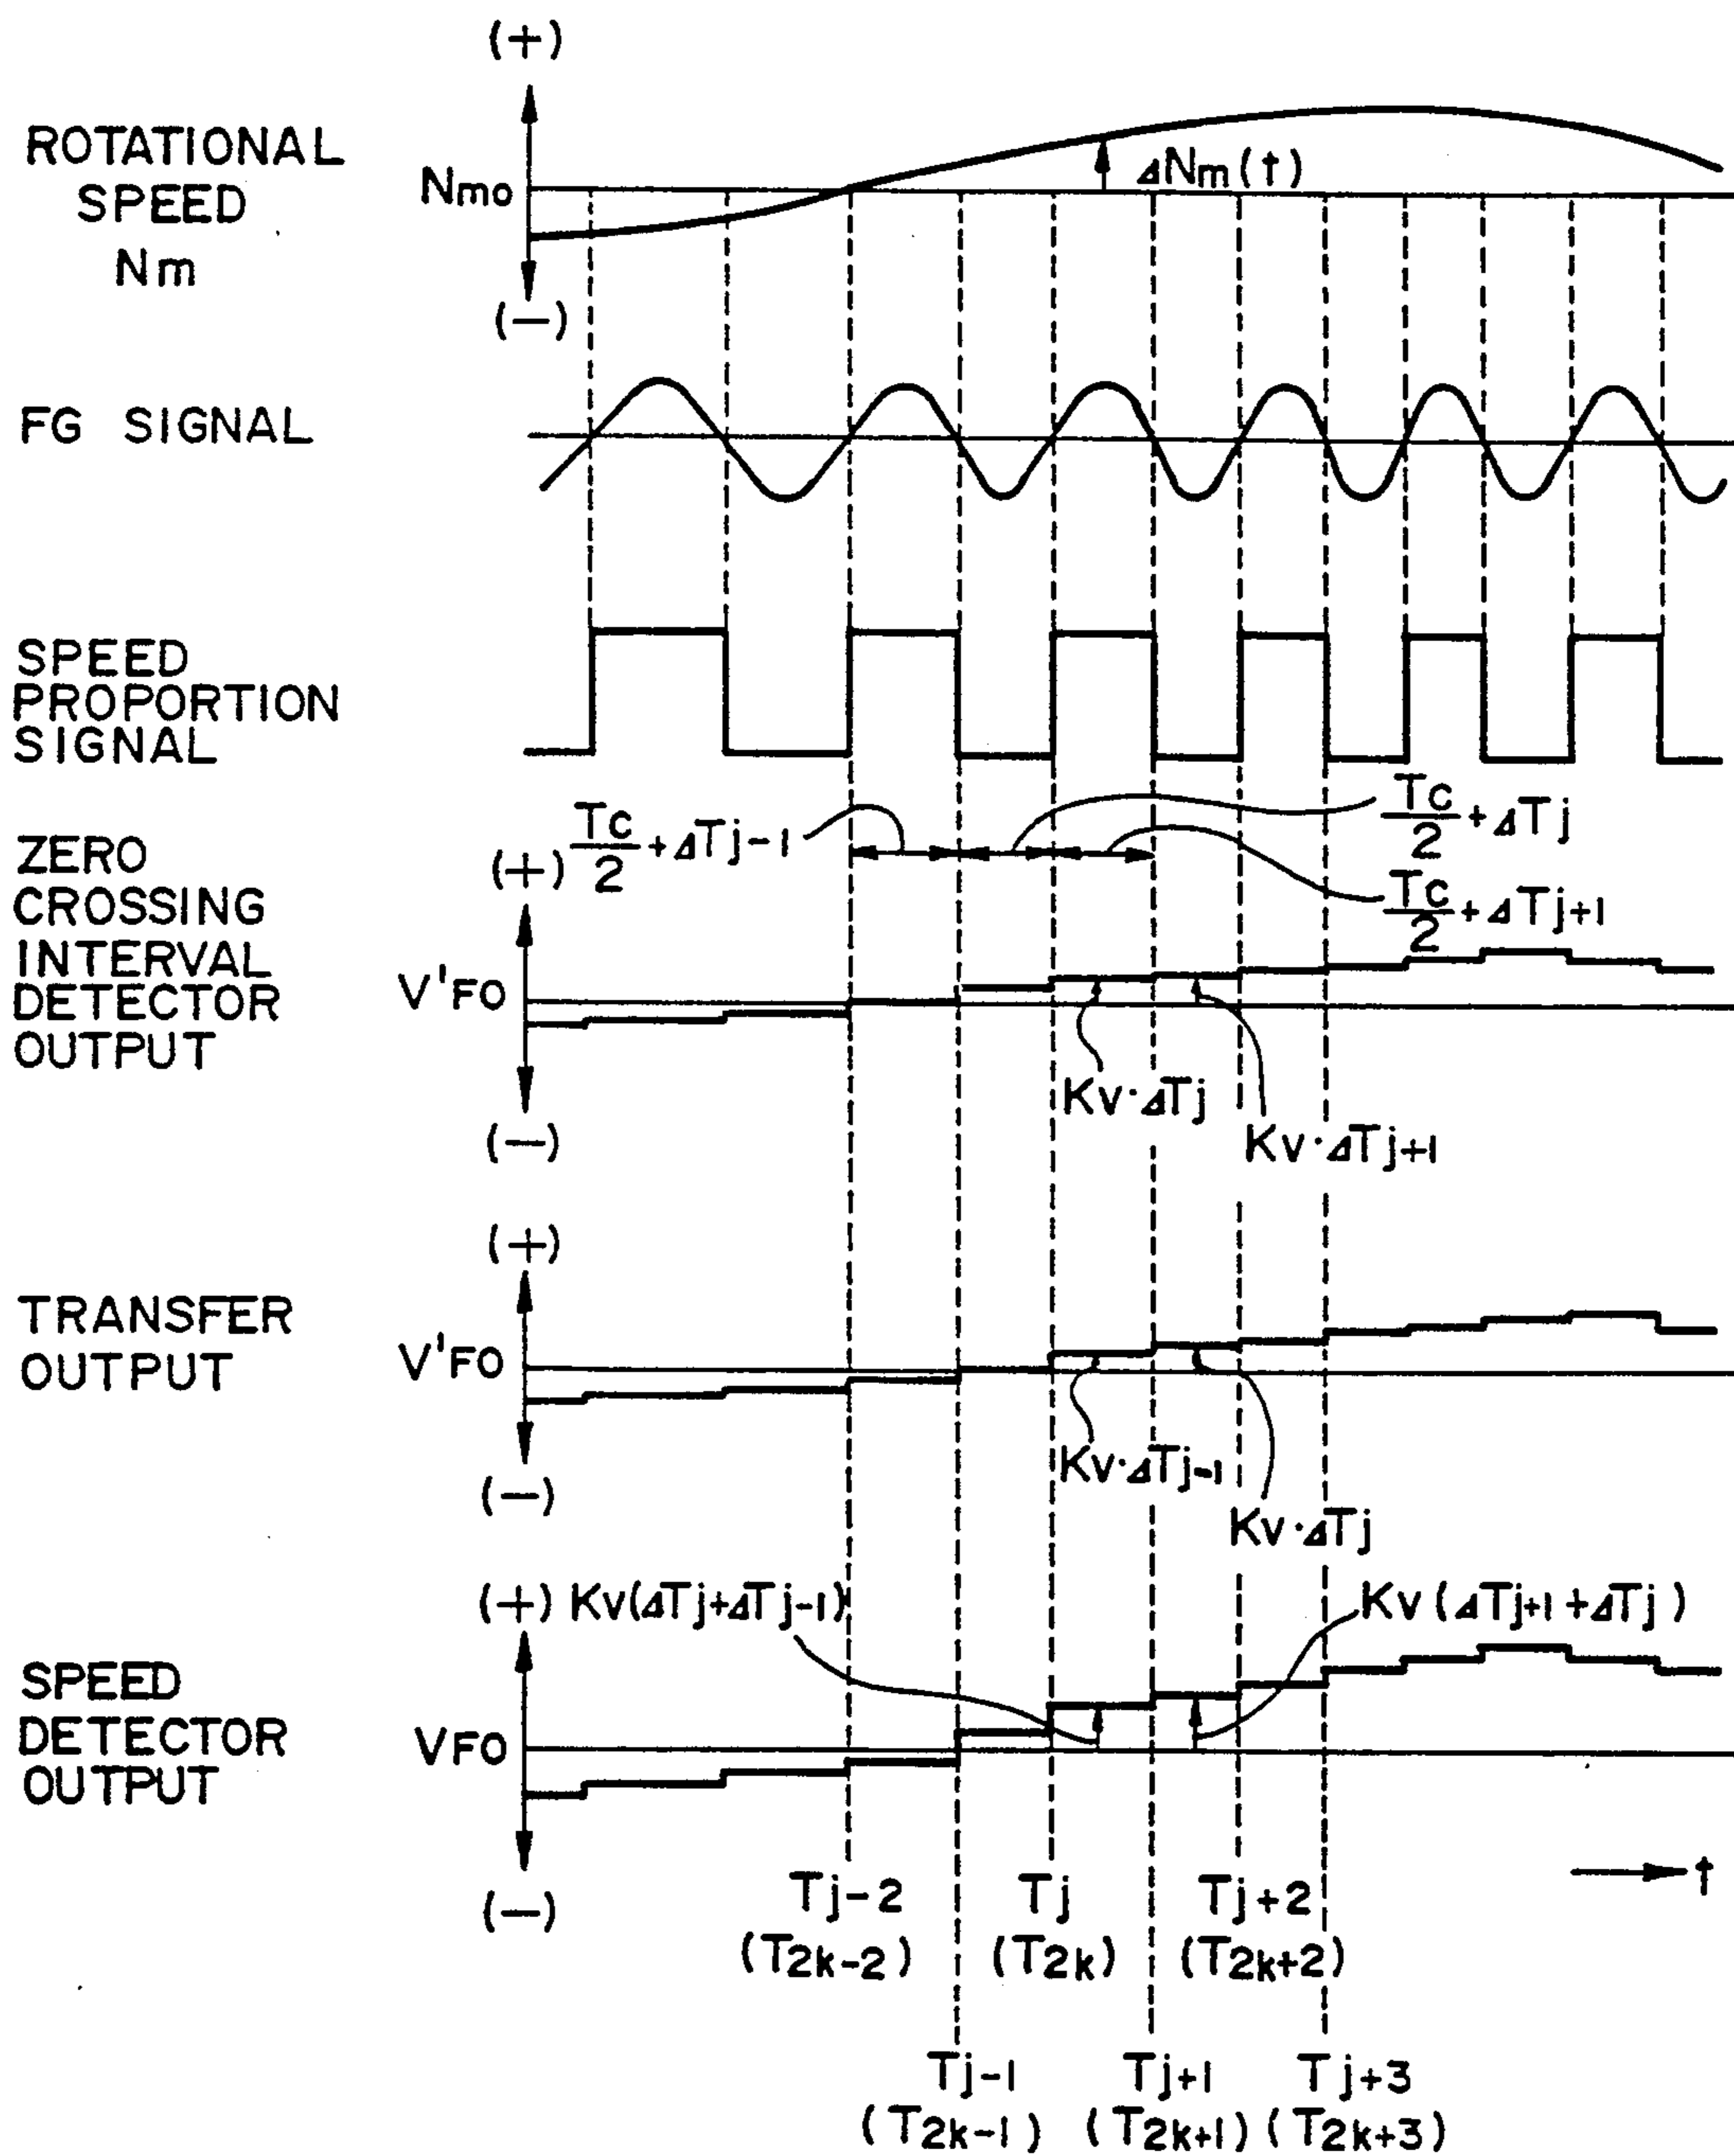 (+)
ROTATIONAL
SPEED
Nm
Nmo
ΔNm(t)
(—)
FG SIGNAL
SPEED
PROPORTION
SIGNAL
Tc/2 + ΔTj-1
Tc/2 + ΔTj
Tc/2 + ΔTj+1
ZERO
CROSSING
INTERVAL
DETECTOR
OUTPUT
(+)
V'FO
(—)
Kv·ΔTj
Kv·ΔTj+1
(+)
TRANSFER
OUTPUT
V'FO
(—)
Kv·ΔTj-1
Kv·ΔTj
(+)
Kv(ΔTj+ΔTj-1)
Kv(ΔTj+1+ΔTj)
SPEED
DETECTOR
OUTPUT
VFO
(—)
t
Tj-2
(T2k-2)
Tj
(T2k)
Tj+2
(T2k+2)
Tj-1
(T2k-1)
Tj+1
(T2k+1)
Tj+3
(T2k+3)